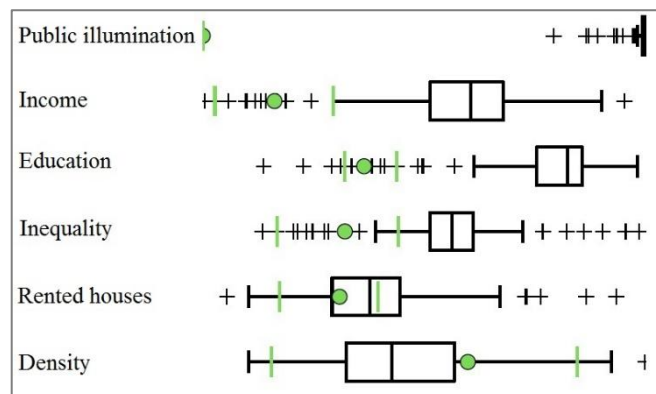 Public illumination
Income
Education
Inequality
Rented houses
Density